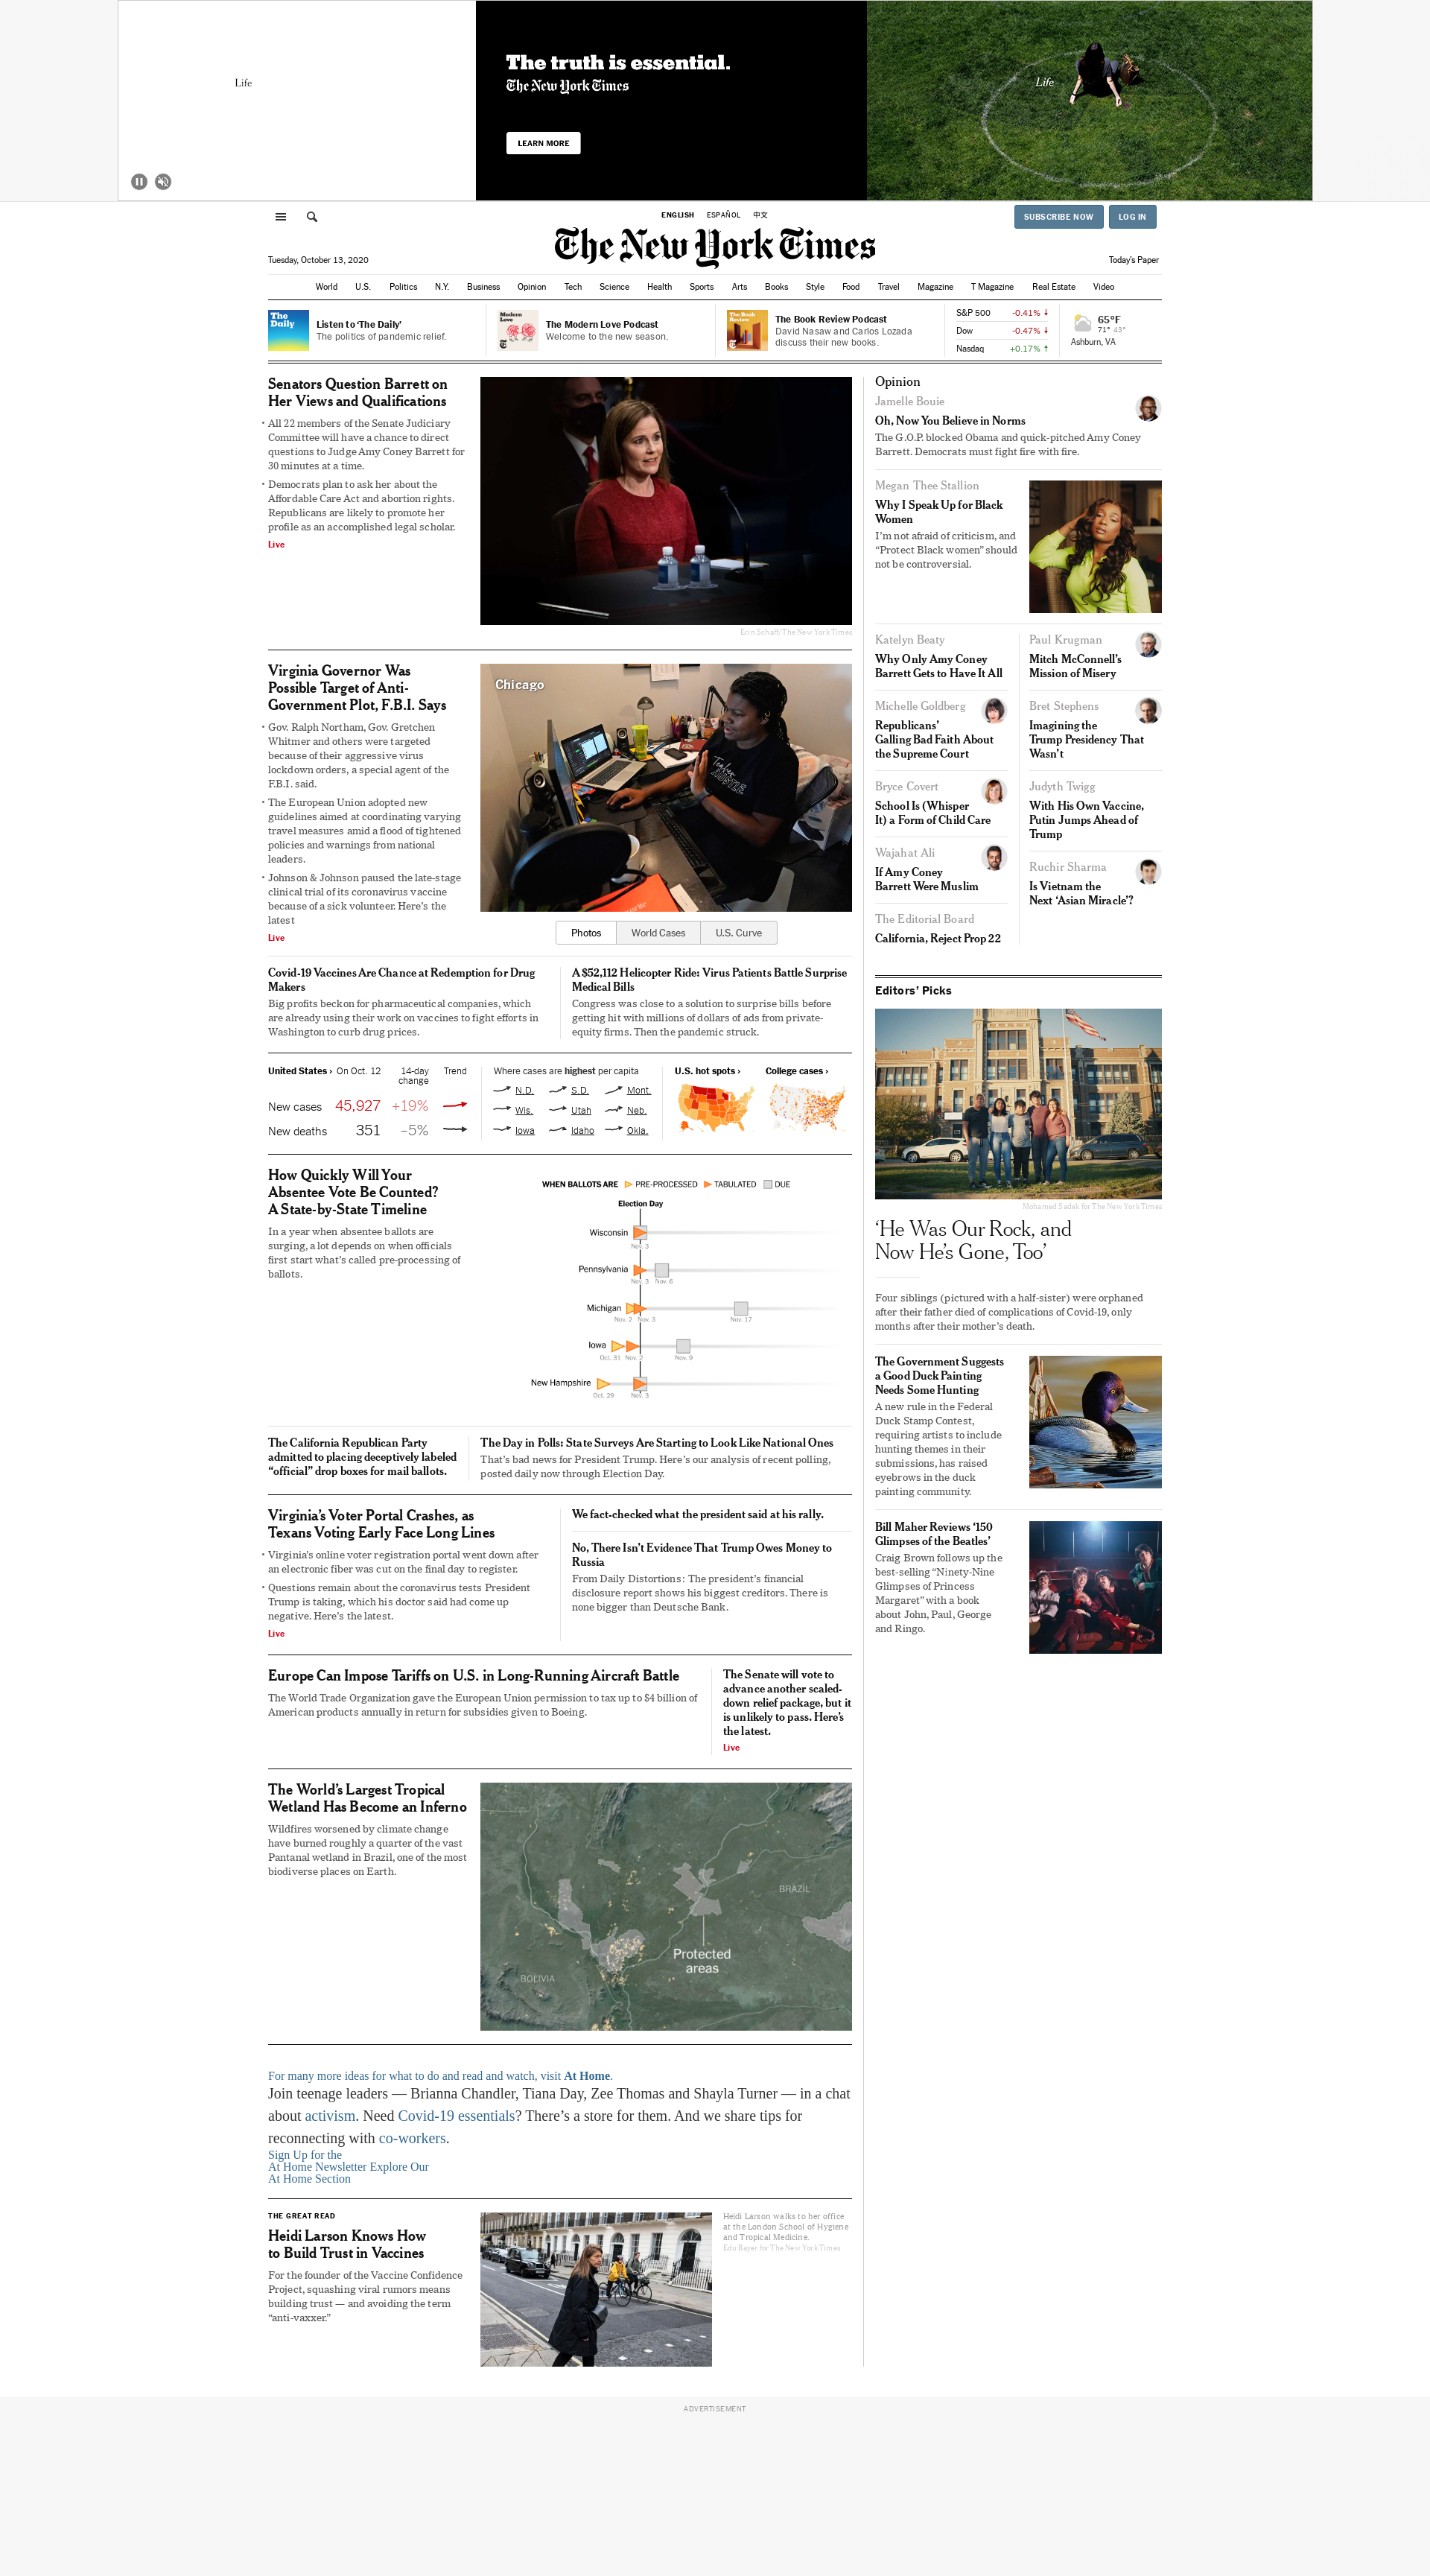 Life
The truth is essential.
The New York Times
LEARN MORE
Life
ENGLISH ESPAÑOL 中文
SUBSCRIBE NOW LOG IN
The New York Times
Tuesday, October 13, 2020
Today's Paper
World U.S. Politics N.Y. Business Opinion Tech Science Health Sports Arts Books Style Food Travel Magazine T Magazine Real Estate Video
The
Daily
Listen to 'The Daily'
The politics of pandemic relief.
Modern
Love
The Modern Love Podcast
Welcome to the new season.
The Book
Review
The Book Review Podcast
David Nasaw and Carlos Lozada
discuss their new books.
S&P 500 -0.41%
Dow -0.47%
Nasdaq +0.17%
65°F
71° 43°
Ashburn, VA
Senators Question Barrett on
Her Views and Qualifications
• All 22 members of the Senate Judiciary
Committee will have a chance to direct
questions to Judge Amy Coney Barrett for
30 minutes at a time.
• Democrats plan to ask her about the
Affordable Care Act and abortion rights.
Republicans are likely to promote her
profile as an accomplished legal scholar.
Live
Erin Schaff/The New York Times
Virginia Governor Was
Possible Target of Anti-
Government Plot, F.B.I. Says
• Gov. Ralph Northam, Gov. Gretchen
Whitmer and others were targeted
because of their aggressive virus
lockdown orders, a special agent of the
F.B.I. said.
• The European Union adopted new
guidelines aimed at coordinating varying
travel measures amid a flood of tightened
policies and warnings from national
leaders.
• Johnson & Johnson paused the late-stage
clinical trial of its coronavirus vaccine
because of a sick volunteer. Here's the
latest
Live
Chicago
Photos World Cases U.S. Curve
Covid-19 Vaccines Are Chance at Redemption for Drug
Makers
Big profits beckon for pharmaceutical companies, which
are already using their work on vaccines to fight efforts in
Washington to curb drug prices.
A $52,112 Helicopter Ride: Virus Patients Battle Surprise
Medical Bills
Congress was close to a solution to surprise bills before
getting hit with millions of dollars of ads from private-
equity firms. Then the pandemic struck.
United States › On Oct. 12 14-day
change Trend
New cases 45,927 +19%
New deaths 351 –5%
Where cases are highest per capita
N.D. S.D. Mont.
Wis. Utah Neb.
Iowa Idaho Okla.
U.S. hot spots ›
College cases ›
How Quickly Will Your
Absentee Vote Be Counted?
A State-by-State Timeline
In a year when absentee ballots are
surging, a lot depends on when officials
first start what's called pre-processing of
ballots.
WHEN BALLOTS ARE PRE-PROCESSED TABULATED DUE
Election Day
Wisconsin
Nov. 3
Pennsylvania
Nov. 3 Nov. 6
Michigan
Nov. 2 Nov. 3 Nov. 17
Iowa
Oct. 31 Nov. 2 Nov. 9
New Hampshire
Oct. 29 Nov. 3
The California Republican Party
admitted to placing deceptively labeled
“official” drop boxes for mail ballots.
The Day in Polls: State Surveys Are Starting to Look Like National Ones
That's bad news for President Trump. Here's our analysis of recent polling,
posted daily now through Election Day.
Virginia's Voter Portal Crashes, as
Texans Voting Early Face Long Lines
• Virginia's online voter registration portal went down after
an electronic fiber was cut on the final day to register.
• Questions remain about the coronavirus tests President
Trump is taking, which his doctor said had come up
negative. Here's the latest.
Live
We fact-checked what the president said at his rally.
No, There Isn't Evidence That Trump Owes Money to
Russia
From Daily Distortions: The president's financial
disclosure report shows his biggest creditors. There is
none bigger than Deutsche Bank.
Europe Can Impose Tariffs on U.S. in Long-Running Aircraft Battle
The World Trade Organization gave the European Union permission to tax up to $4 billion of
American products annually in return for subsidies given to Boeing.
The Senate will vote to
advance another scaled-
down relief package, but it
is unlikely to pass. Here's
the latest.
Live
The World's Largest Tropical
Wetland Has Become an Inferno
Wildfires worsened by climate change
have burned roughly a quarter of the vast
Pantanal wetland in Brazil, one of the most
biodiverse places on Earth.
BRAZIL
Protected
areas
BOLIVIA
For many more ideas for what to do and read and watch, visit At Home.
Join teenage leaders — Brianna Chandler, Tiana Day, Zee Thomas and Shayla Turner — in a chat
about activism. Need Covid-19 essentials? There's a store for them. And we share tips for
reconnecting with co-workers.
Sign Up for the
At Home Newsletter Explore Our
At Home Section
THE GREAT READ
Heidi Larson Knows How
to Build Trust in Vaccines
For the founder of the Vaccine Confidence
Project, squashing viral rumors means
building trust — and avoiding the term
“anti-vaxxer.”
Heidi Larson walks to her office
at the London School of Hygiene
and Tropical Medicine.
Edu Bayer for The New York Times
Opinion
Jamelle Bouie
Oh, Now You Believe in Norms
The G.O.P. blocked Obama and quick-pitched Amy Coney
Barrett. Democrats must fight fire with fire.
Megan Thee Stallion
Why I Speak Up for Black
Women
I'm not afraid of criticism, and
“Protect Black women” should
not be controversial.
Katelyn Beaty
Why Only Amy Coney
Barrett Gets to Have It All
Michelle Goldberg
Republicans'
Galling Bad Faith About
the Supreme Court
Bryce Covert
School Is (Whisper
It) a Form of Child Care
Wajahat Ali
If Amy Coney
Barrett Were Muslim
The Editorial Board
California, Reject Prop 22
Paul Krugman
Mitch McConnell's
Mission of Misery
Bret Stephens
Imagining the
Trump Presidency That
Wasn't
Judyth Twigg
With His Own Vaccine,
Putin Jumps Ahead of
Trump
Ruchir Sharma
Is Vietnam the
Next 'Asian Miracle'?
Editors' Picks
Mohamed Sadek for The New York Times
‘He Was Our Rock, and
Now He's Gone, Too’
Four siblings (pictured with a half-sister) were orphaned
after their father died of complications of Covid-19, only
months after their mother's death.
The Government Suggests
a Good Duck Painting
Needs Some Hunting
A new rule in the Federal
Duck Stamp Contest,
requiring artists to include
hunting themes in their
submissions, has raised
eyebrows in the duck
painting community.
Bill Maher Reviews ‘150
Glimpses of the Beatles’
Craig Brown follows up the
best-selling “Ninety-Nine
Glimpses of Princess
Margaret” with a book
about John, Paul, George
and Ringo.
ADVERTISEMENT